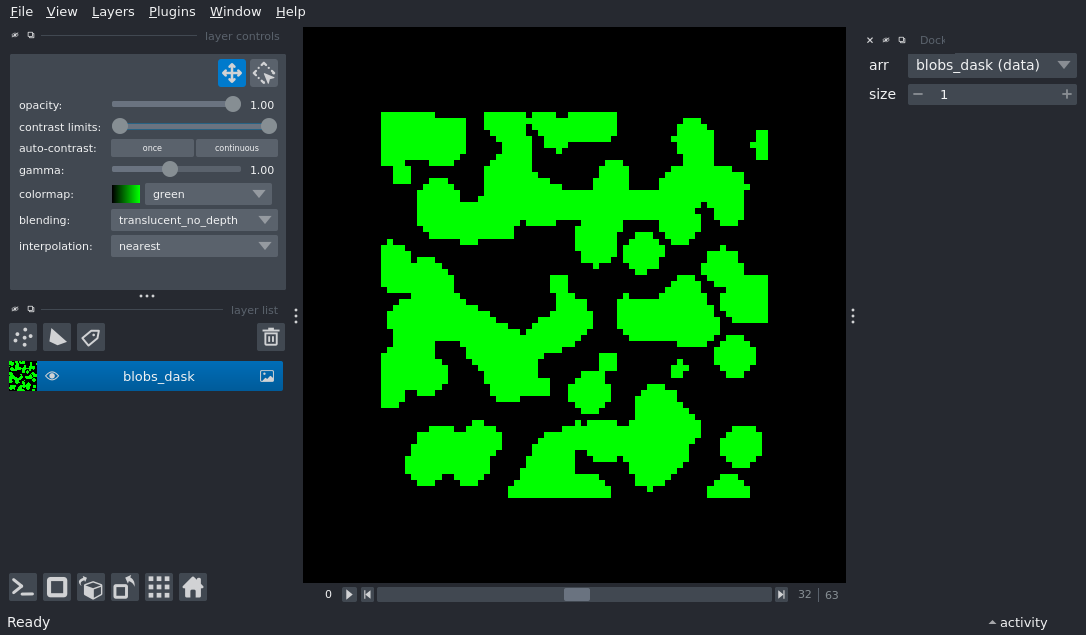 File View Layers Plugins Window Help
layer controls
opacity: 1.00
contrast limits:
auto-contrast: once continuous
gamma: 1.00
colormap: green
blending: translucent_no_depth
interpolation: nearest
layer list
blobs_dask
0 32 63
Ready
Dock
arr blobs_dask (data)
size 1
activity